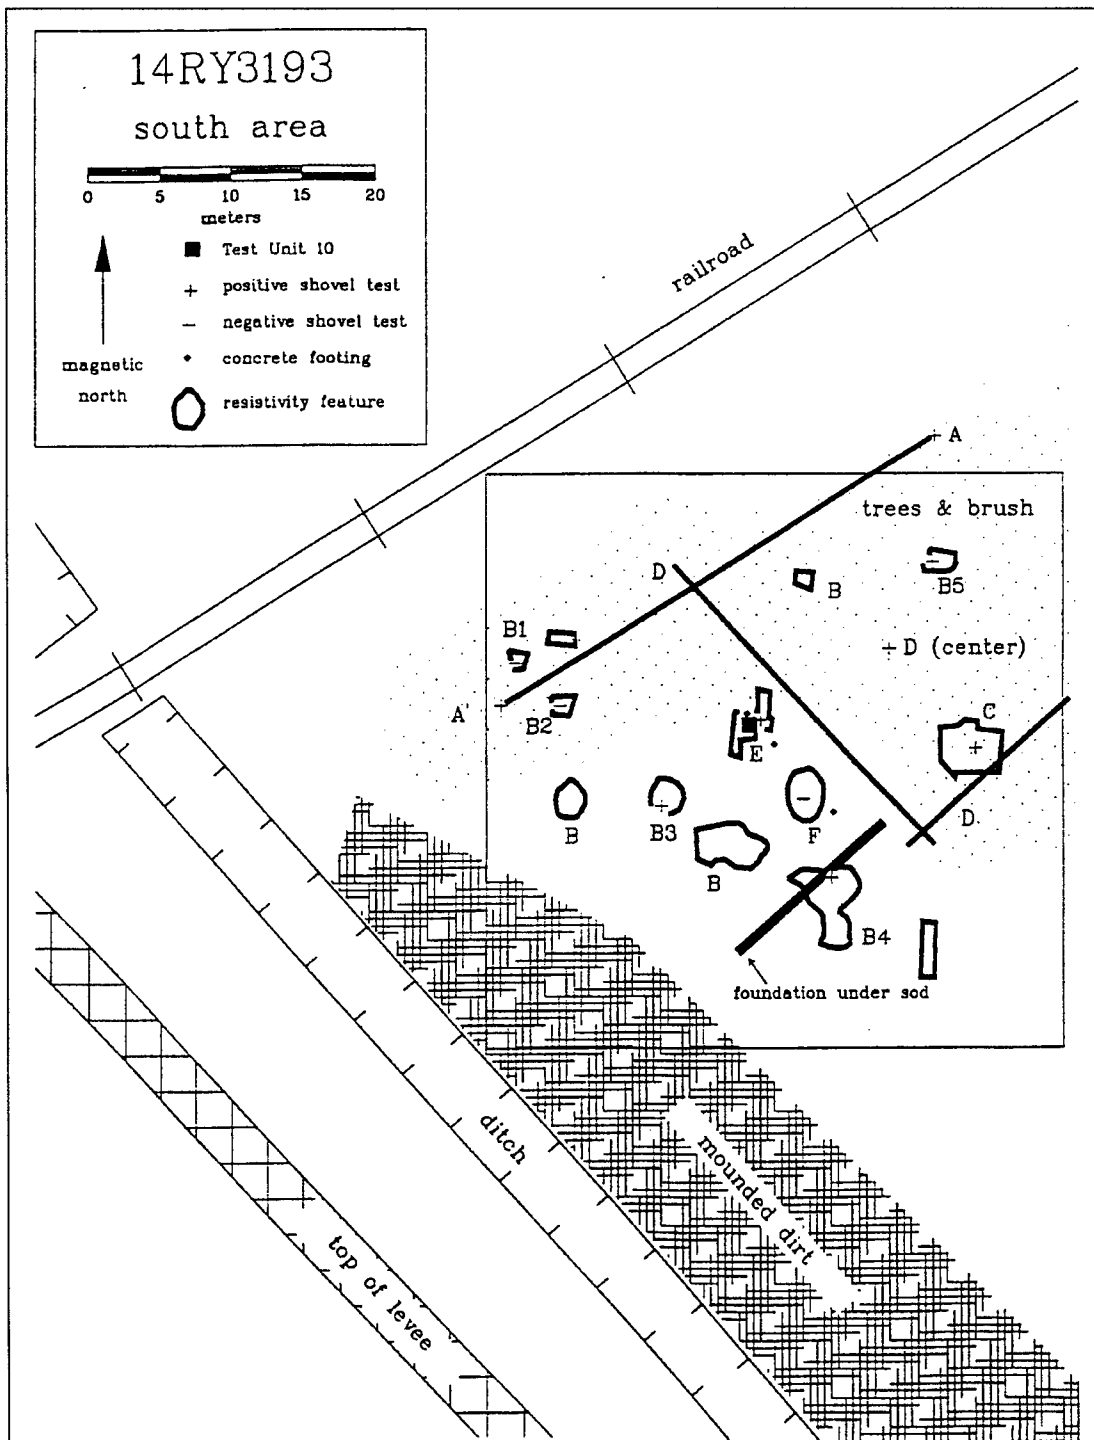 14RY3193
south area
0 5 10 15 20
meters
Test Unit 10
+ positive shovel test
- negative shovel test
concrete footing
resistivity feature
magnetic
north
railroad
+ A
trees & brush
D
B
B5
B1
+ D (center)
A'
B2
C
E
B
B3
F
D
B
B4
foundation under sod
ditch
mounded dirt
top of levee